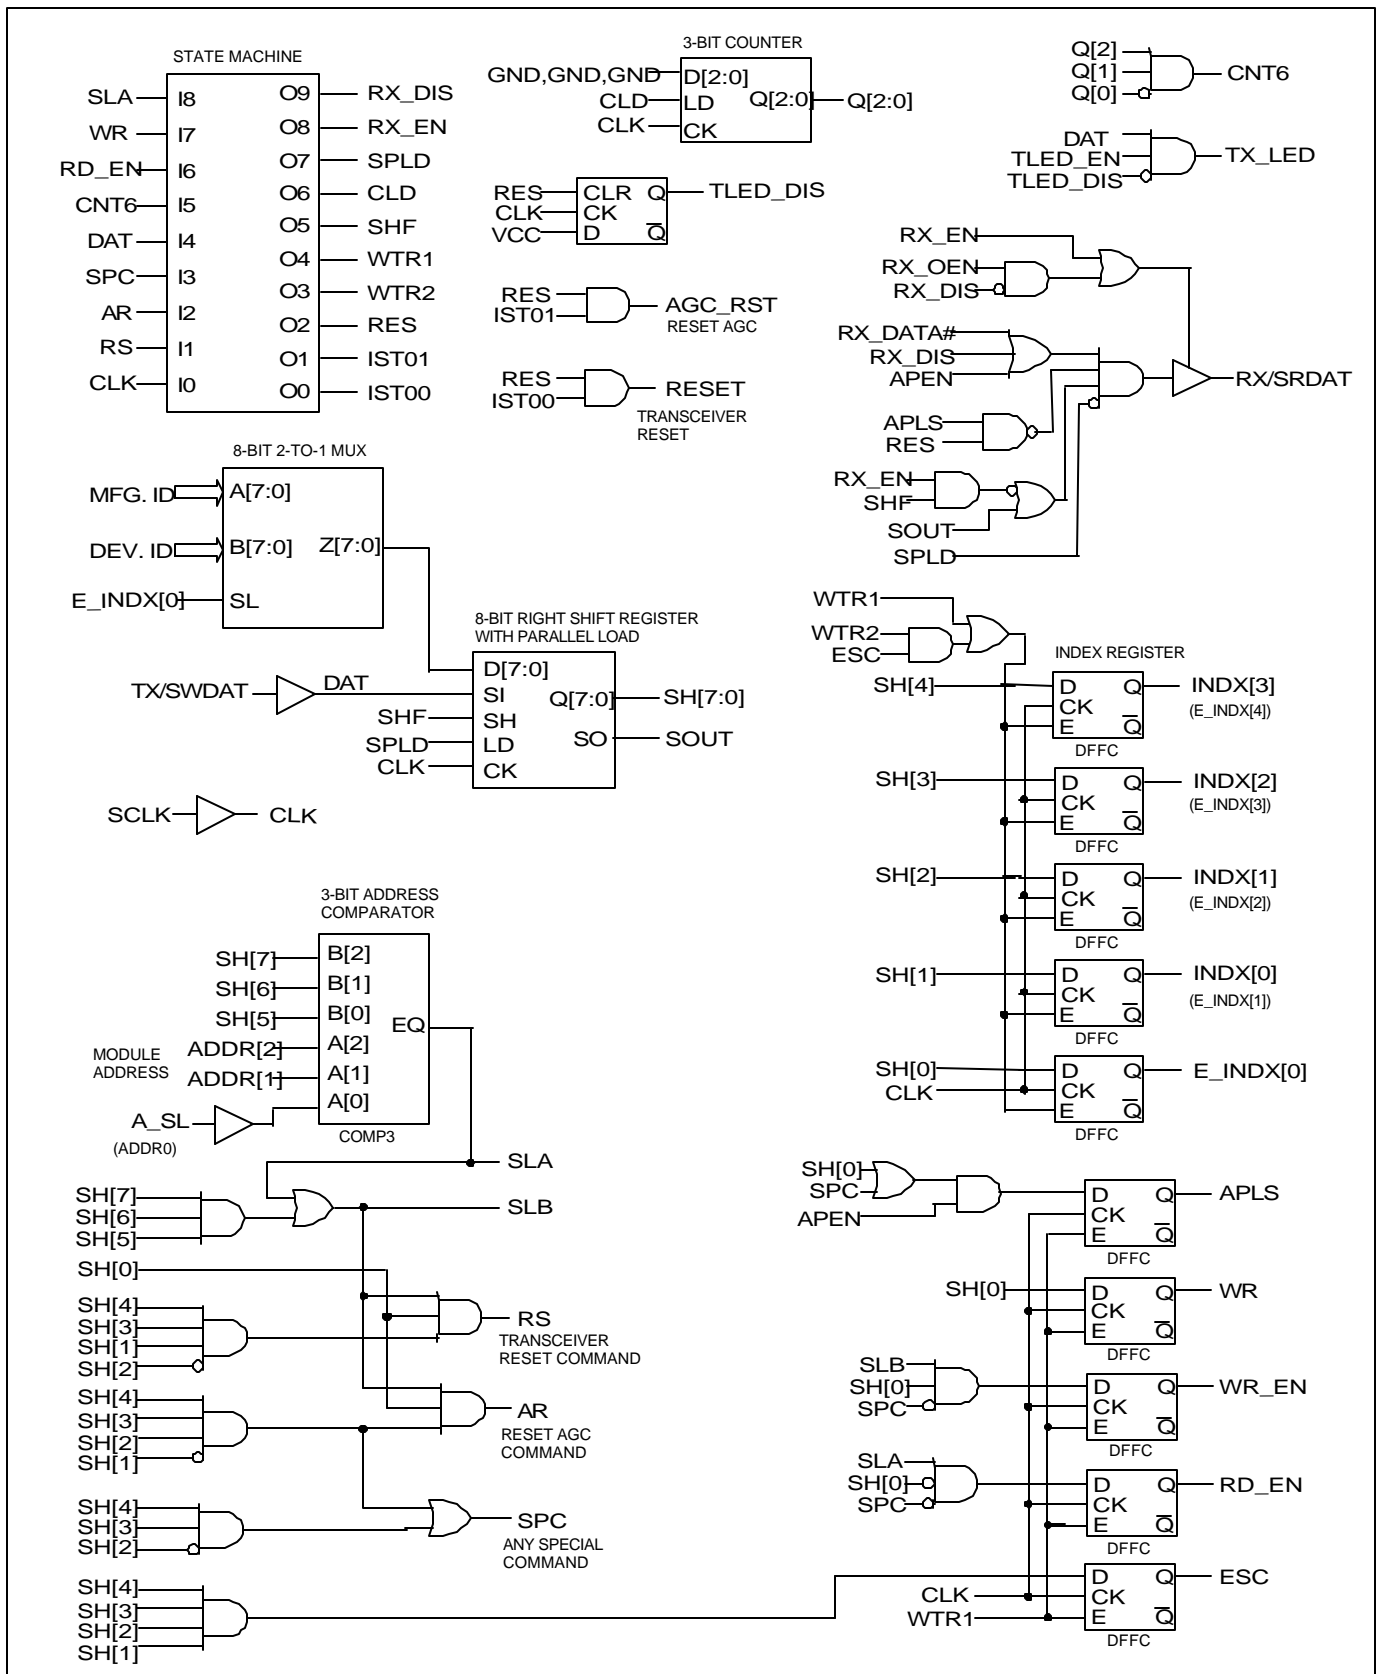 STATE MACHINE
SLA
WR
RD_EN
CNT6
DAT
SPC
AR
RS
CLK
I8
I7
I6
I5
I4
I3
I2
I1
I0
O9
O8
O7
O6
O5
O4
O3
O2
O1
O0
RX_DIS
RX_EN
SPLD
CLD
SHF
WTR1
WTR2
RES
IST01
IST00
3-BIT COUNTER
GND,GND,GND
CLD
CLK
D[2:0]
LD
CK
Q[2:0]
Q[2:0]
RES
CLK
VCC
CLR
CK
D
Q
Q
TLED_DIS
RES
IST01
AGC_RST
RESET AGC
RES
IST00
RESET
TRANSCEIVER
RESET
Q[2]
Q[1]
Q[0]
CNT6
DAT
TLED_EN
TLED_DIS
TX_LED
RX_EN
RX_OEN
RX_DIS
RX_DATA#
RX_DIS
APEN
APLS
RES
RX_EN
SHF
SOUT
SPLD
RX/SRDAT
8-BIT 2-TO-1 MUX
MFG. ID
DEV. ID
E_INDX[0]
A[7:0]
B[7:0]
SL
Z[7:0]
8-BIT RIGHT SHIFT REGISTER
WITH PARALLEL LOAD
TX/SWDAT
DAT
SHF
SPLD
CLK
D[7:0]
SI
SH
LD
CK
Q[7:0]
SO
SH[7:0]
SOUT
SCLK
CLK
WTR1
WTR2
ESC
INDEX REGISTER
SH[4]
D
CK
E
Q
Q
INDX[3]
(E_INDX[4])
DFFC
SH[3]
D
CK
E
Q
Q
INDX[2]
(E_INDX[3])
DFFC
SH[2]
D
CK
E
Q
Q
INDX[1]
(E_INDX[2])
DFFC
SH[1]
D
CK
E
Q
Q
INDX[0]
(E_INDX[1])
DFFC
SH[0]
CLK
D
CK
E
Q
Q
E_INDX[0]
DFFC
3-BIT ADDRESS
COMPARATOR
SH[7]
SH[6]
SH[5]
MODULE
ADDRESS
ADDR[2]
ADDR[1]
A_SL
(ADDR0)
B[2]
B[1]
B[0]
A[2]
A[1]
A[0]
EQ
COMP3
SLA
SH[7]
SH[6]
SH[5]
SLB
SH[0]
SH[4]
SH[3]
SH[1]
SH[2]
RS
TRANSCEIVER
RESET COMMAND
SH[4]
SH[3]
SH[2]
SH[1]
AR
RESET AGC
COMMAND
SH[4]
SH[3]
SH[2]
SPC
ANY SPECIAL
COMMAND
SH[4]
SH[3]
SH[2]
SH[1]
SH[0]
SPC
APEN
D
CK
E
Q
Q
APLS
DFFC
SH[0]
D
CK
E
Q
Q
WR
DFFC
SLB
SH[0]
SPC
D
CK
E
Q
Q
WR_EN
DFFC
SLA
SH[0]
SPC
D
CK
E
Q
Q
RD_EN
DFFC
CLK
WTR1
D
CK
E
Q
Q
ESC
DFFC